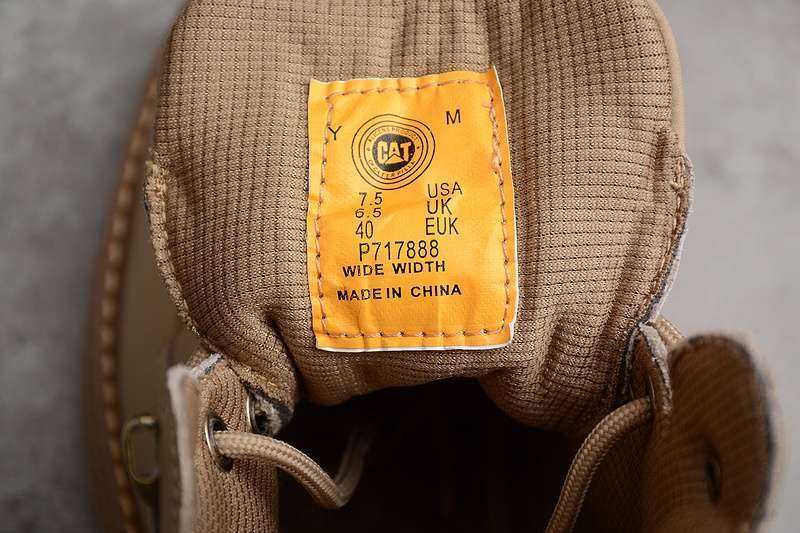 Y M
CAT
7.5 USA
6.5 UK
40 EUK
P717888
WIDE WIDTH
MADE IN CHINA